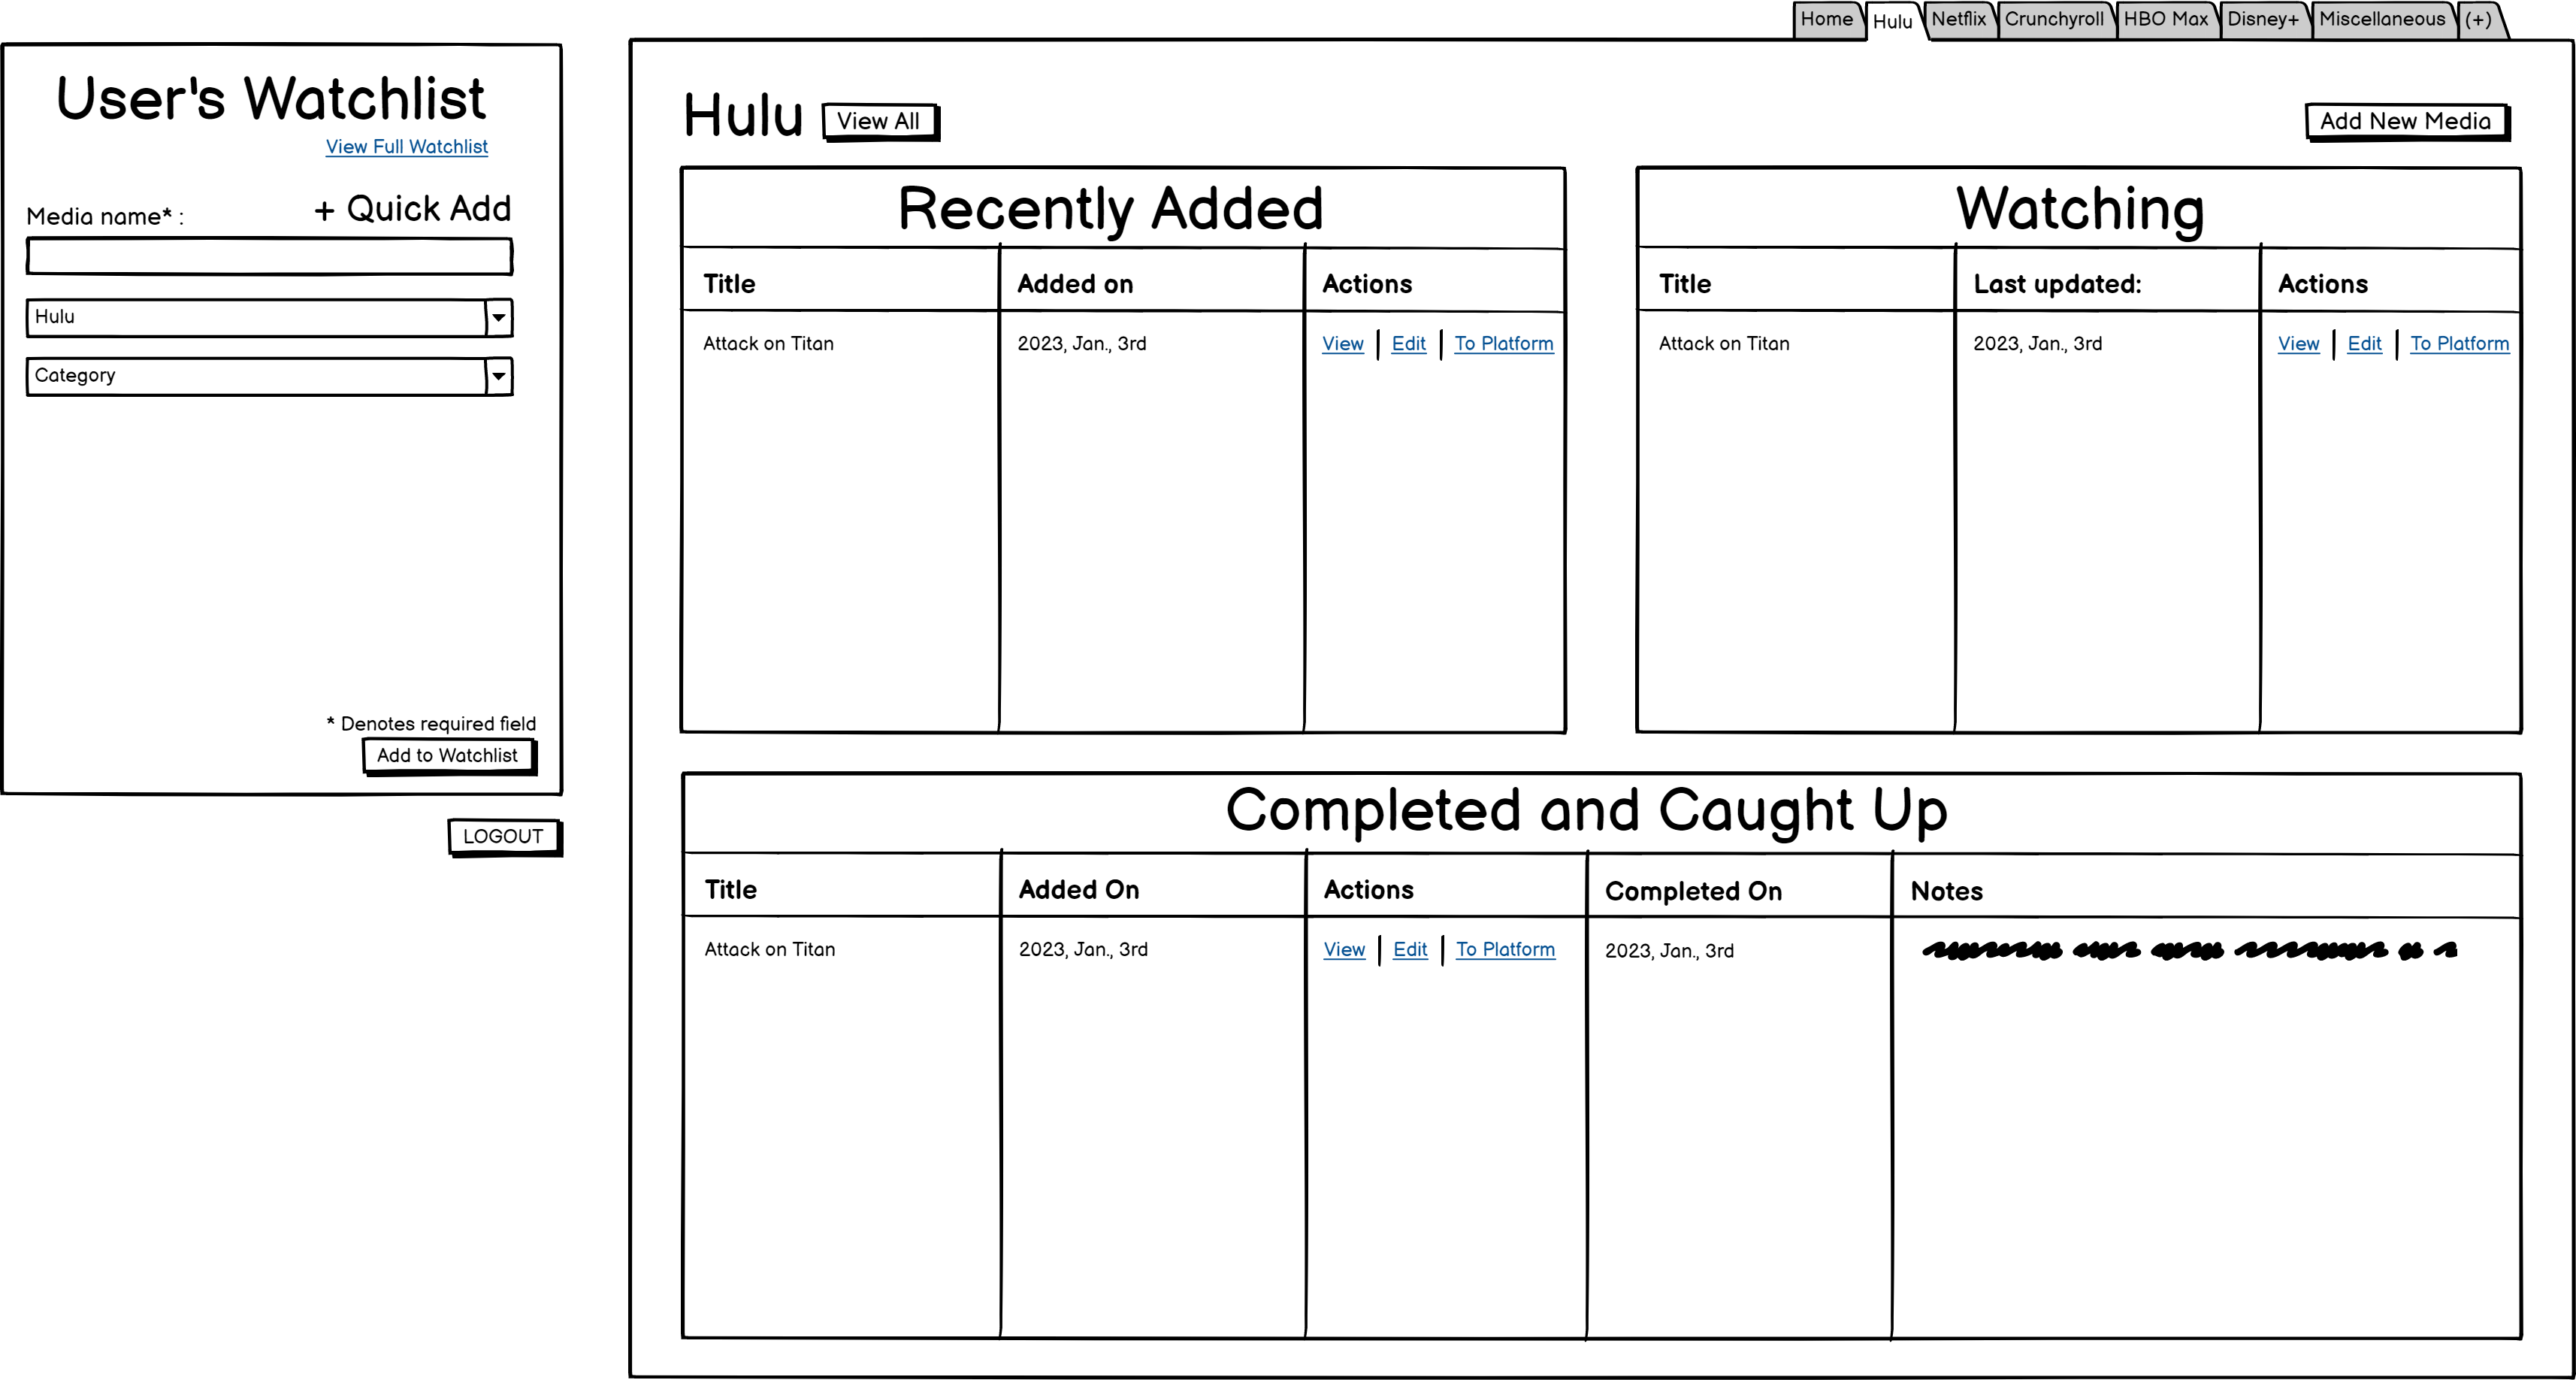 Home Hulu Netflix Crunchyroll HBO Max Disney+ Miscellaneous (+)
User's Watchlist
View Full Watchlist
Media name* : + Quick Add
Hulu
Category
* Denotes required field
Add to Watchlist
LOGOUT
Hulu View All Add New Media
Recently Added
Title Added on Actions
Attack on Titan 2023, Jan., 3rd View | Edit | To Platform
Watching
Title Last updated: Actions
Attack on Titan 2023, Jan., 3rd View | Edit | To Platform
Completed and Caught Up
Title Added On Actions Completed On Notes
Attack on Titan 2023, Jan., 3rd View | Edit | To Platform 2023, Jan., 3rd